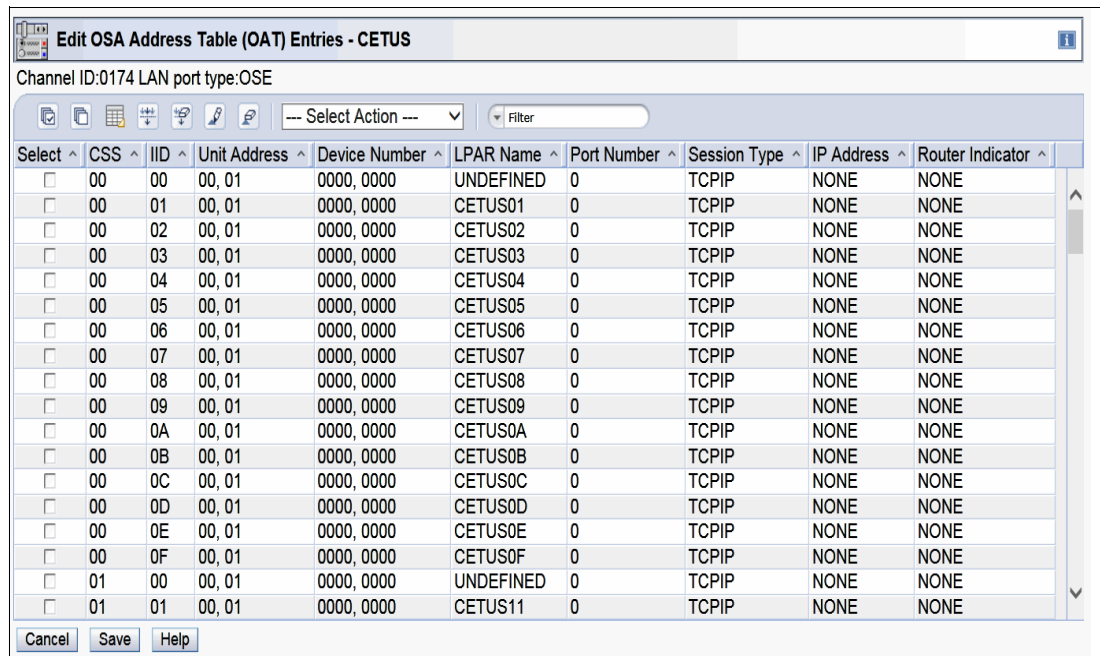 Edit OSA Address Table (OAT) Entries - CETUS
Channel ID:0174 LAN port type:OSE
--- Select Action --- Filter
Select CSS IID Unit Address Device Number LPAR Name Port Number Session Type IP Address Router Indicator
00 00 00, 01 0000, 0000 UNDEFINED 0 TCPIP NONE NONE
00 01 00, 01 0000, 0000 CETUS01 0 TCPIP NONE NONE
00 02 00, 01 0000, 0000 CETUS02 0 TCPIP NONE NONE
00 03 00, 01 0000, 0000 CETUS03 0 TCPIP NONE NONE
00 04 00, 01 0000, 0000 CETUS04 0 TCPIP NONE NONE
00 05 00, 01 0000, 0000 CETUS05 0 TCPIP NONE NONE
00 06 00, 01 0000, 0000 CETUS06 0 TCPIP NONE NONE
00 07 00, 01 0000, 0000 CETUS07 0 TCPIP NONE NONE
00 08 00, 01 0000, 0000 CETUS08 0 TCPIP NONE NONE
00 09 00, 01 0000, 0000 CETUS09 0 TCPIP NONE NONE
00 0A 00, 01 0000, 0000 CETUS0A 0 TCPIP NONE NONE
00 0B 00, 01 0000, 0000 CETUS0B 0 TCPIP NONE NONE
00 0C 00, 01 0000, 0000 CETUS0C 0 TCPIP NONE NONE
00 0D 00, 01 0000, 0000 CETUS0D 0 TCPIP NONE NONE
00 0E 00, 01 0000, 0000 CETUS0E 0 TCPIP NONE NONE
00 0F 00, 01 0000, 0000 CETUS0F 0 TCPIP NONE NONE
01 00 00, 01 0000, 0000 UNDEFINED 0 TCPIP NONE NONE
01 01 00, 01 0000, 0000 CETUS11 0 TCPIP NONE NONE
Cancel Save Help